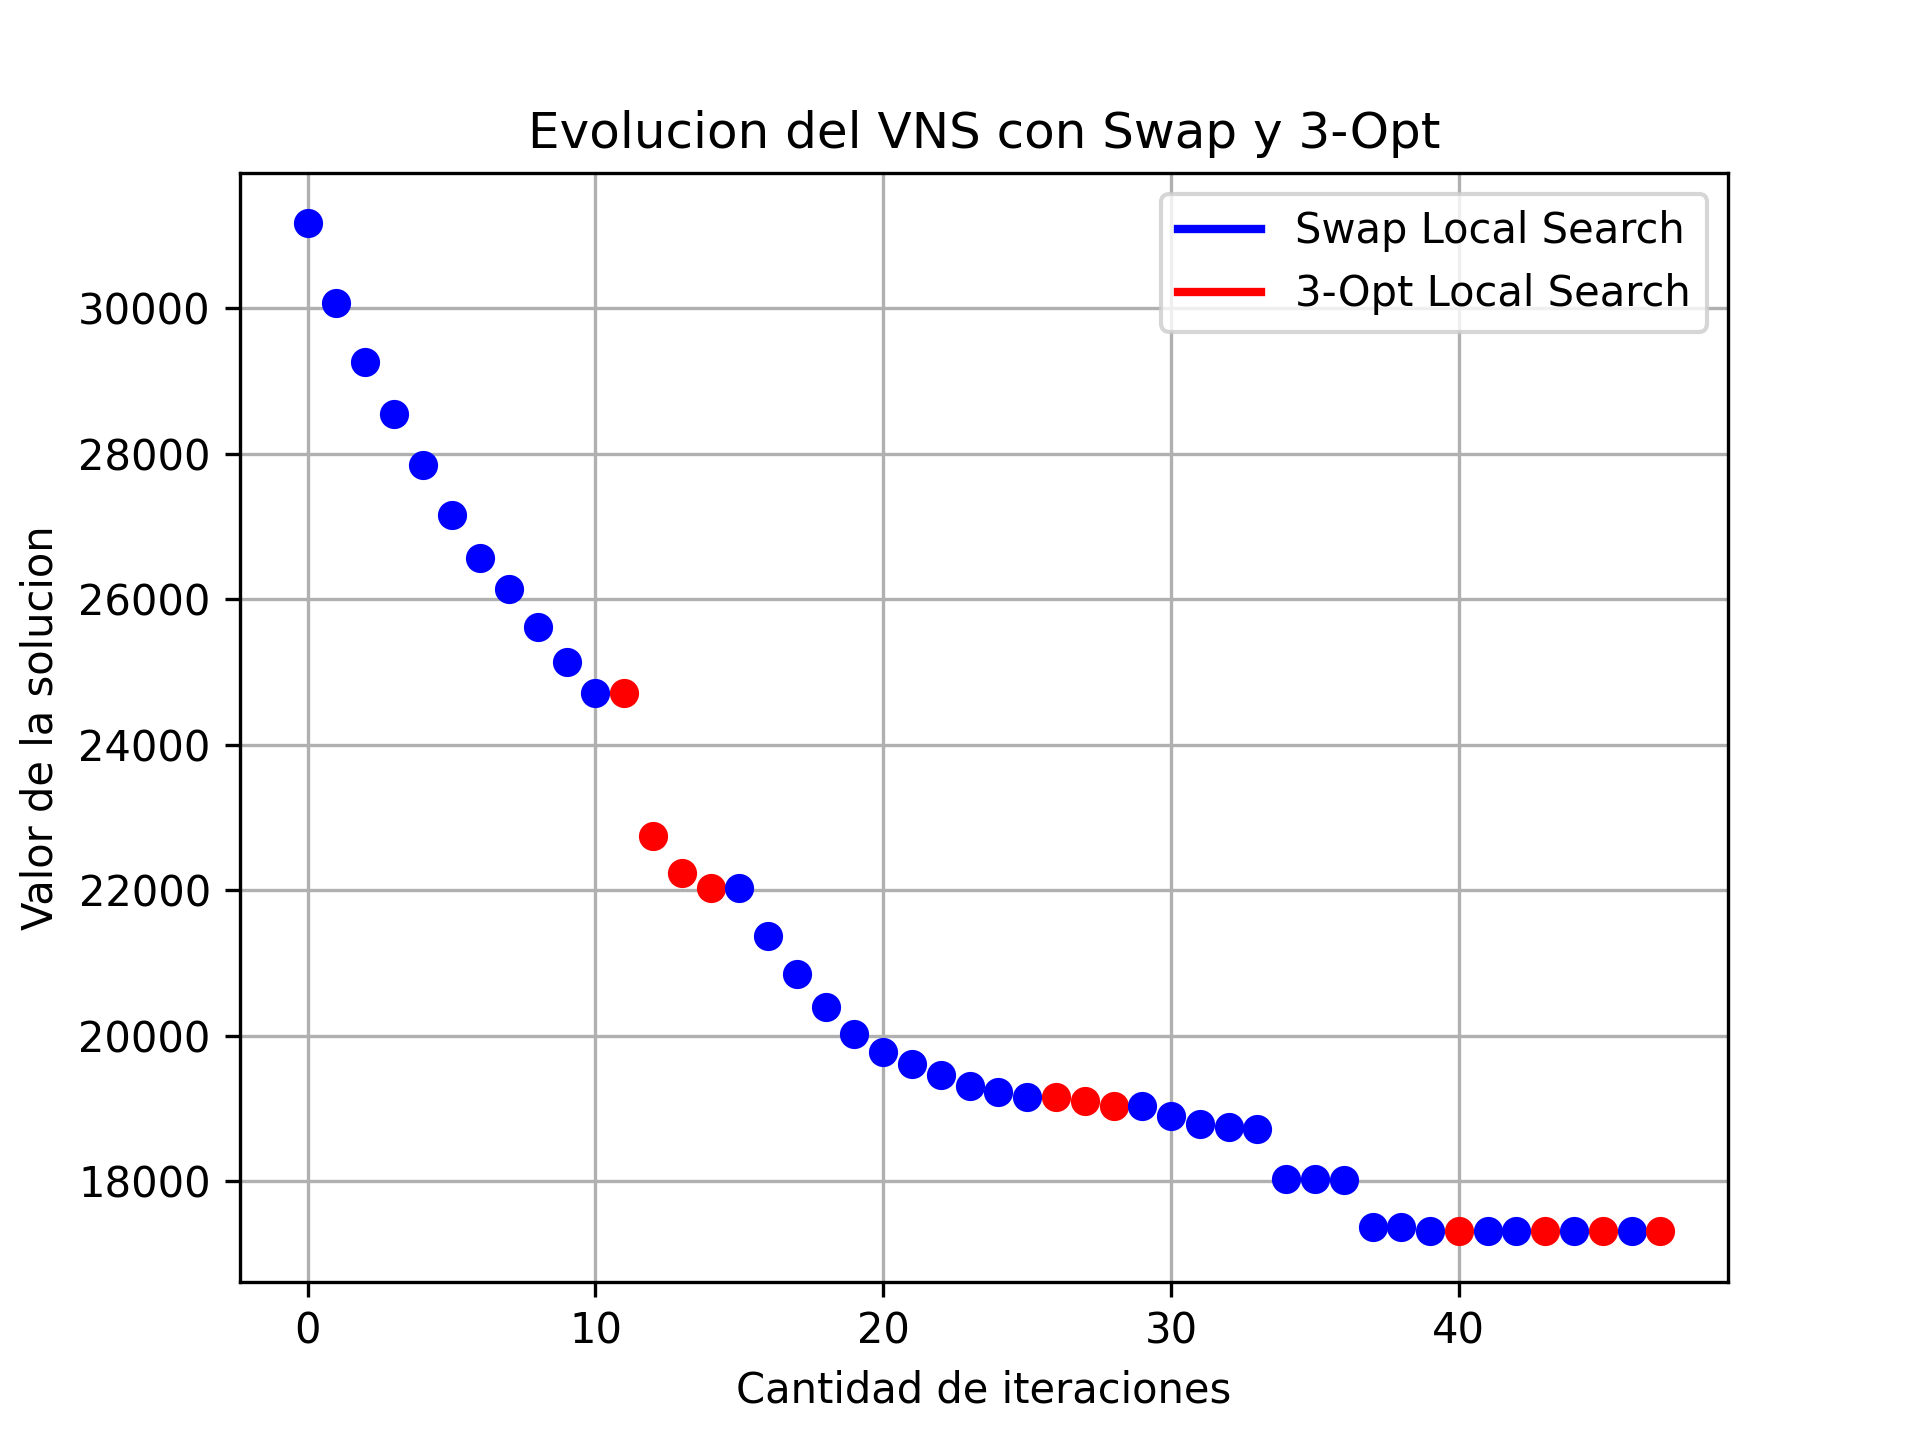 Evolucion del VNS con Swap y 3-Opt
Swap Local Search
3-Opt Local Search
Valor de la solucion
30000
28000
26000
24000
22000
20000
18000
0 10 20 30 40
Cantidad de iteraciones